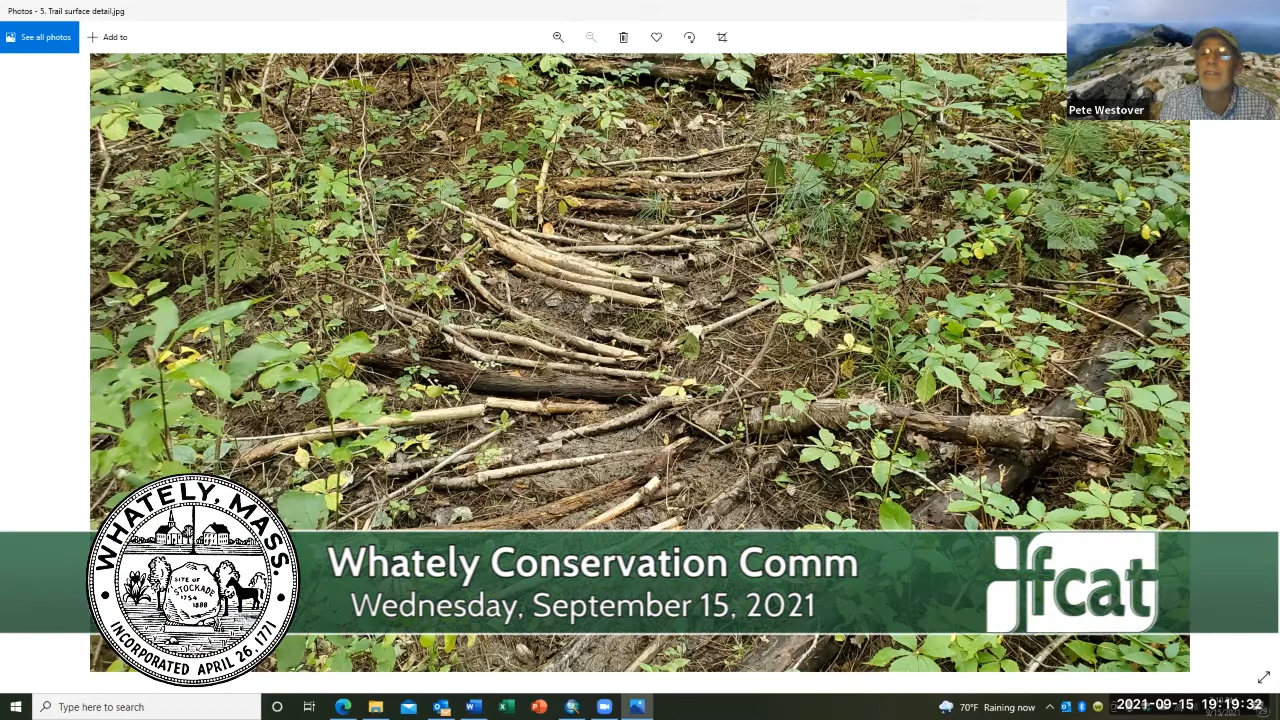 Photos - 5. Trail surface detail.jpg
See all photos
Add to
Pete Westover
WHATELY, MASS.
SITE OF
STOCKADE
1754
1888
INCORPORATED APRIL 26, 1771
Whately Conservation Comm
Wednesday, September 15, 2021
fcat
Type here to search
70°F Raining now
2021-09-15 19:19:32